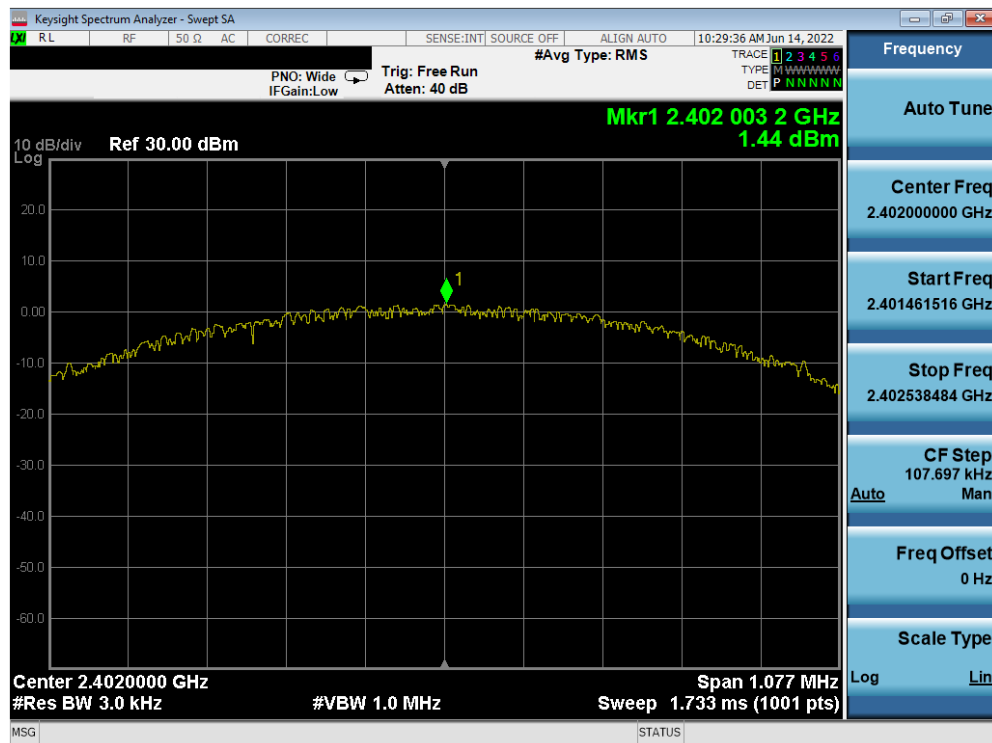 Keysight Spectrum Analyzer - Swept SA
LXI RL RF 50 Ω AC CORREC SENSE:INT SOURCE OFF ALIGN AUTO 10:29:36 AM Jun 14, 2022
#Avg Type: RMS
TRACE 1 2 3 4 5 6
TYPE M W W W W W
DET P N N N N N
PNO: Wide
IFGain:Low
Trig: Free Run
Atten: 40 dB
Mkr1 2.402 003 2 GHz
1.44 dBm
10 dB/div
Log
Ref 30.00 dBm
1
20.0
10.0
0.00
-10.0
-20.0
-30.0
-40.0
-50.0
-60.0
Center 2.4020000 GHz
Span 1.077 MHz
#Res BW 3.0 kHz
#VBW 1.0 MHz
Sweep 1.733 ms (1001 pts)
MSG
STATUS
Frequency
Auto Tune
Center Freq
2.402000000 GHz
Start Freq
2.401461516 GHz
Stop Freq
2.402538484 GHz
CF Step
107.697 kHz
Auto Man
Freq Offset
0 Hz
Scale Type
Log Lin